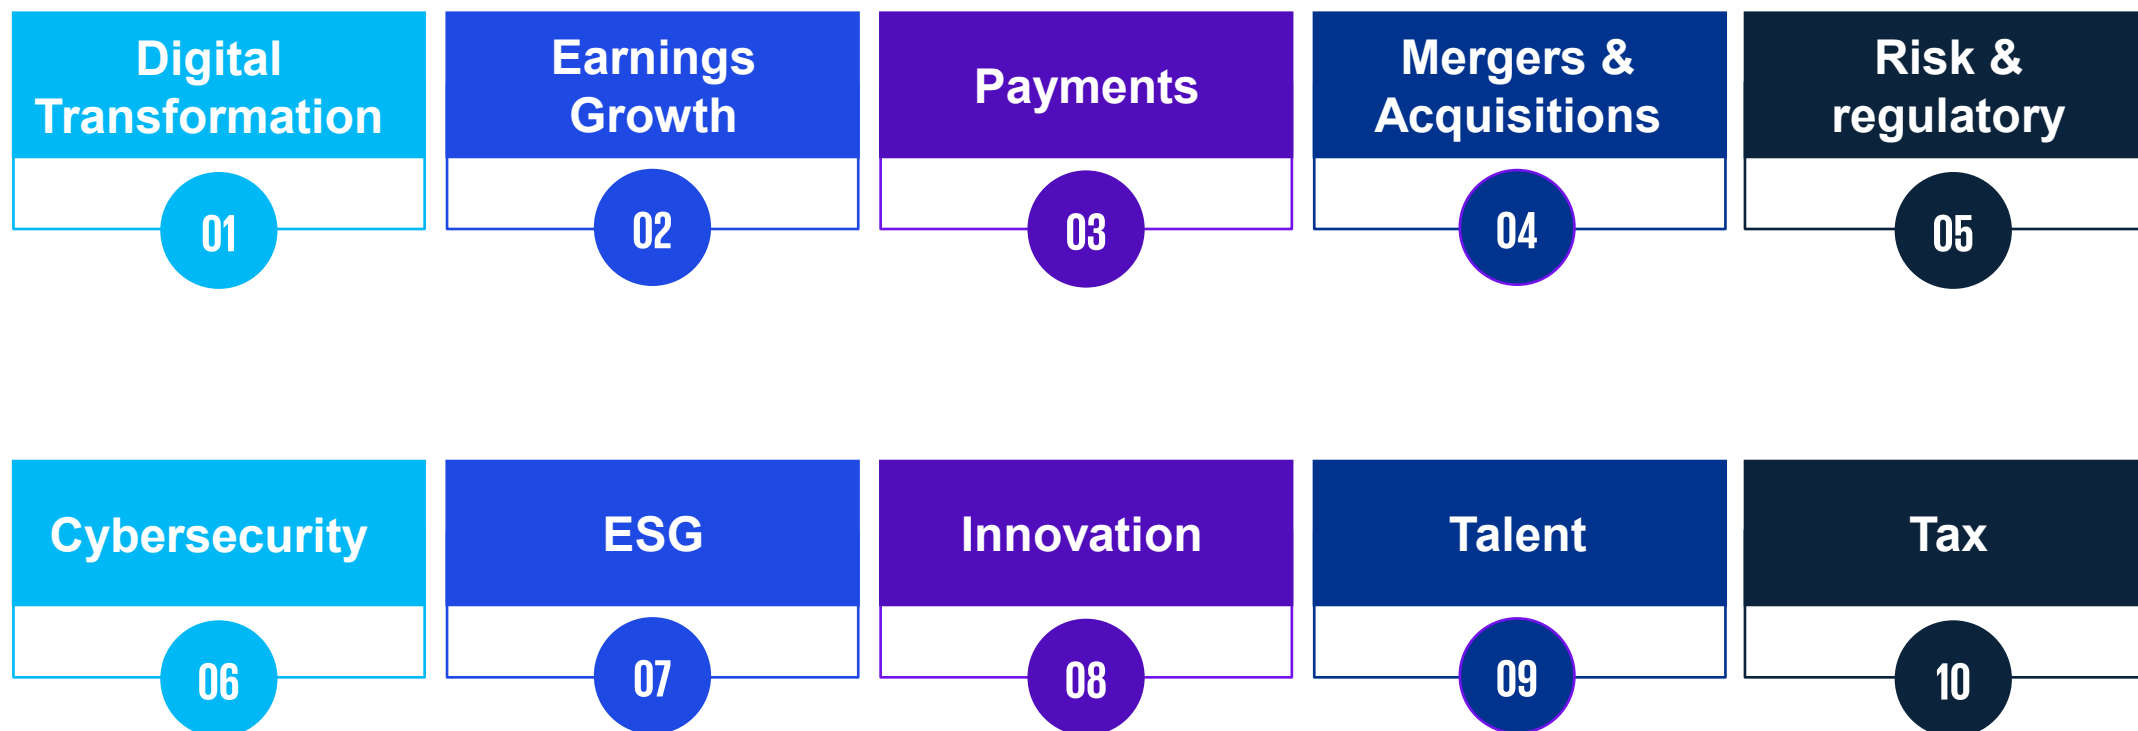 Digital
Transformation
Earnings
Growth
Payments
Mergers &
Acquisitions
Risk &
regulatory
01
02
03
04
05
Cybersecurity
ESG
Innovation
Talent
Tax
06
07
08
09
10